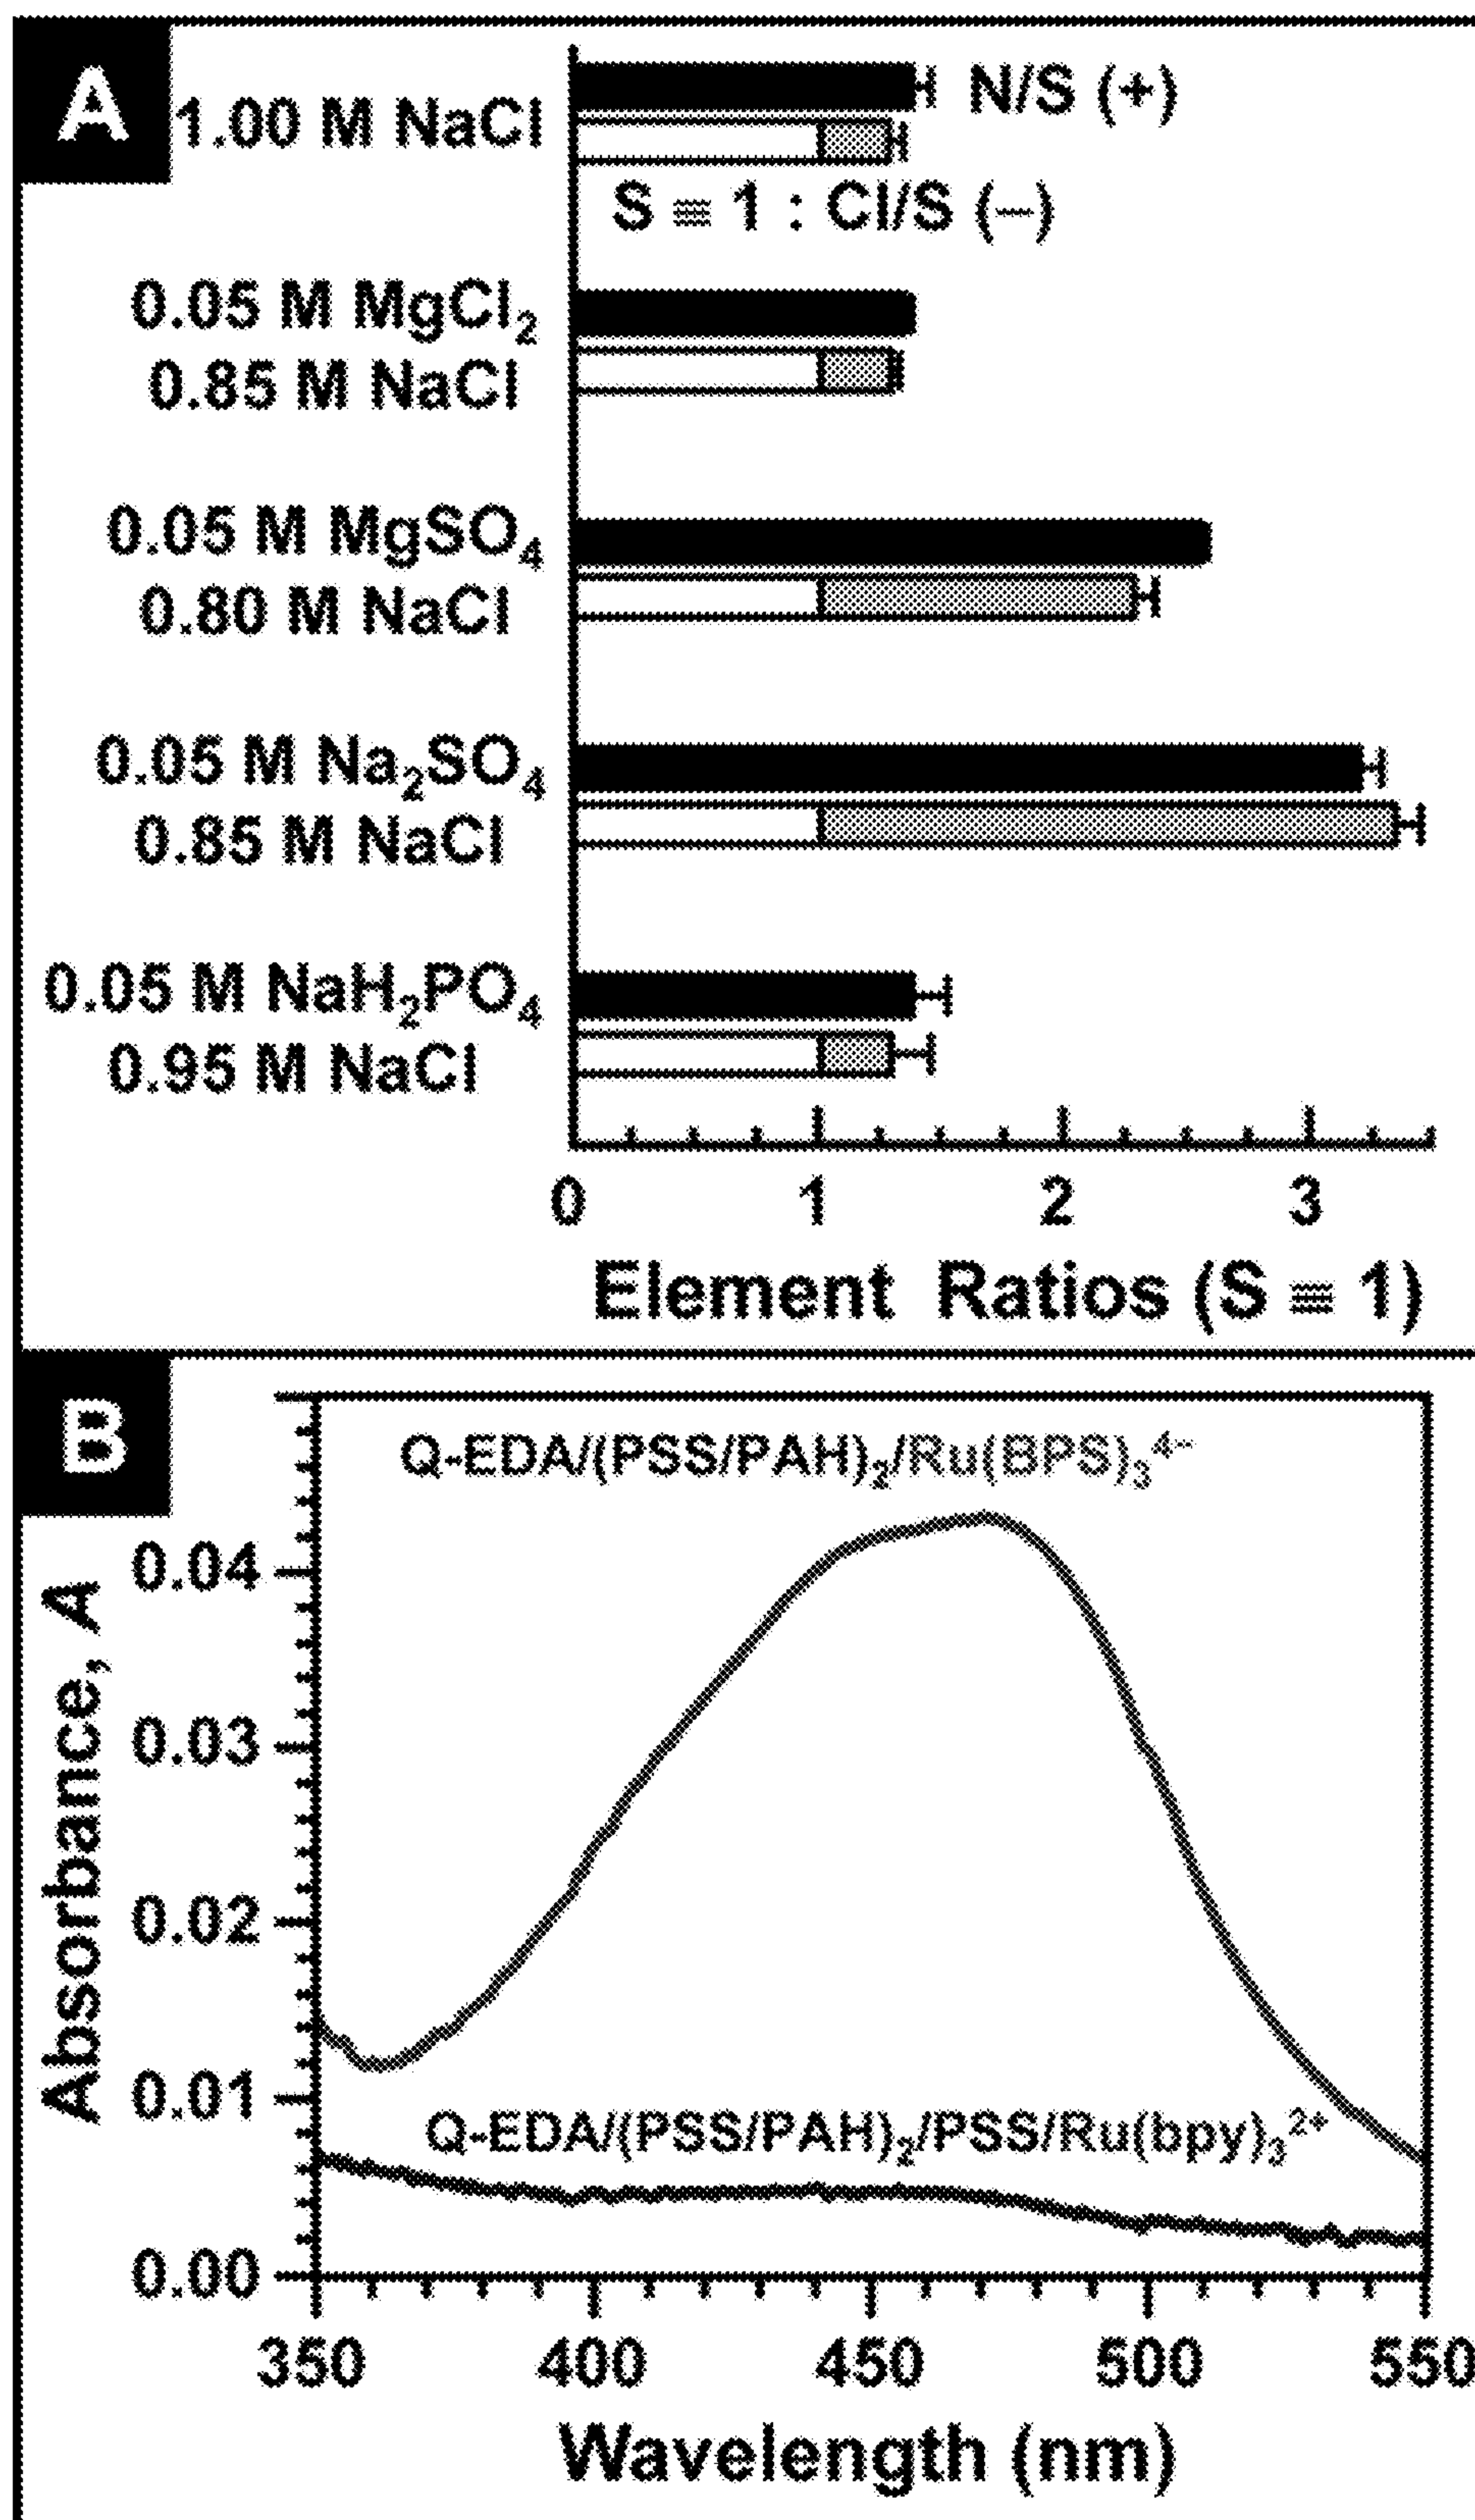 A
1.00 M NaCl
N/S (+)
S ≡ 1 : Cl/S (−)
0.05 M MgCl₂
0.85 M NaCl
0.05 M MgSO₄
0.80 M NaCl
0.05 M Na₂SO₄
0.85 M NaCl
0.05 M NaH₂PO₄
0.95 M NaCl
0 1 2 3
Element Ratios (S ≡ 1)
B
Q-EDA/(PSS/PAH)₂/Ru(BPS)₃⁴⁻
Absorbance, A
0.04
0.03
0.02
0.01
Q-EDA/(PSS/PAH)₂/PSS/Ru(bpy)₃²⁺
0.00
350 400 450 500 550
Wavelength (nm)